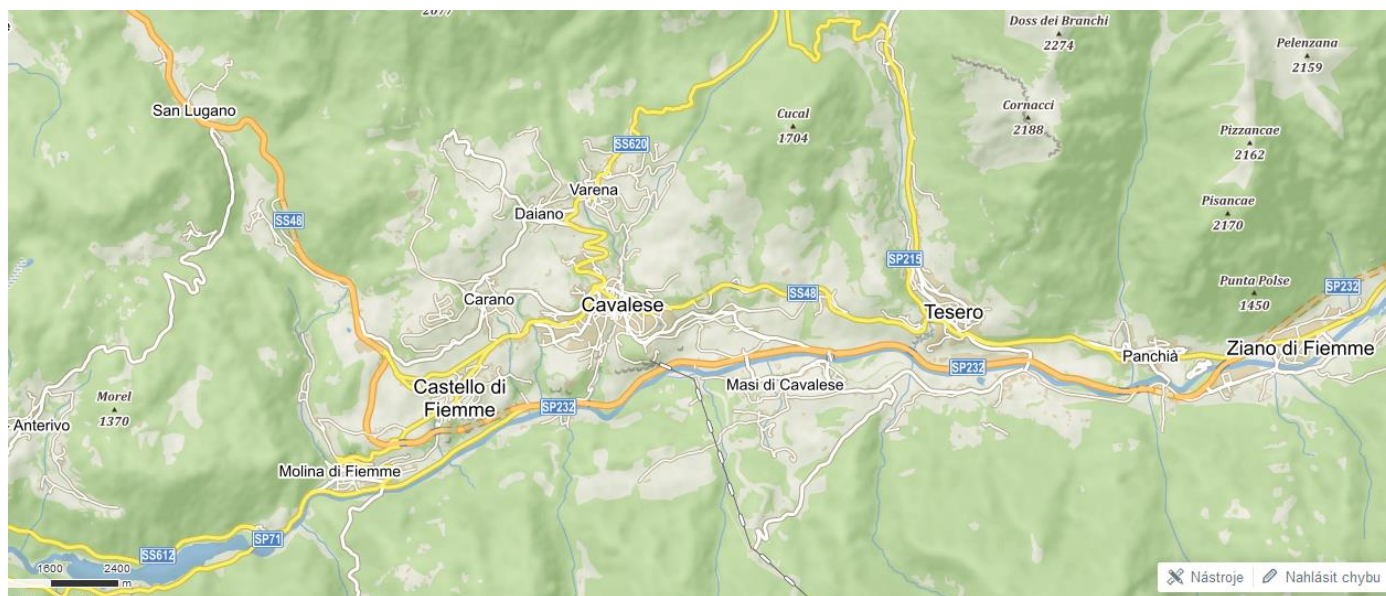 2077
Doss dei Branchi
2274
Pelenzana
2159
San Lugano
Cucal
1704
Cornacci
2188
Pizzancae
2162
SS620
Varena
Daiano
SS48
Pisancae
2170
SP215
Punta Polse
1450
SP232
Carano
Cavalese
SS48
Tesero
Panchià
Ziano di Fiemme
Castello di
Fiemme
SP232
Masi di Cavalese
SP232
Morel
1370
Anterivo
Molina di Fiemme
SP71
SS612
1600 2400
m
Nástroje
Nahlásit chybu